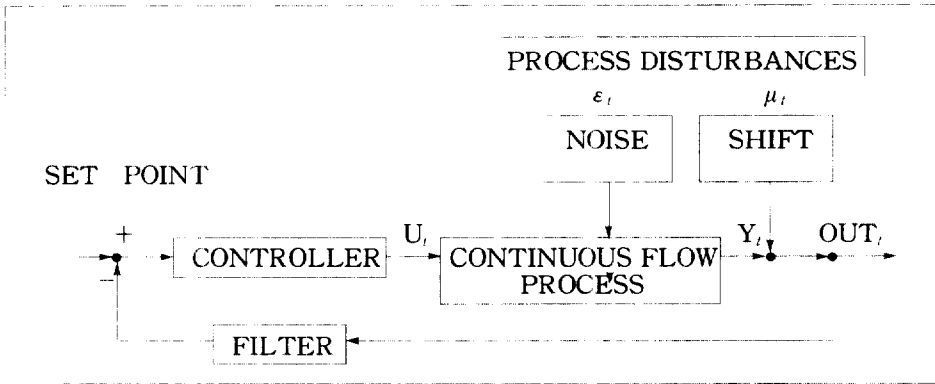 PROCESS DISTURBANCES
ε_t μ_t
NOISE SHIFT
SET POINT
+ U_t Y_t OUT_t
CONTROLLER CONTINUOUS FLOW
PROCESS
−
FILTER